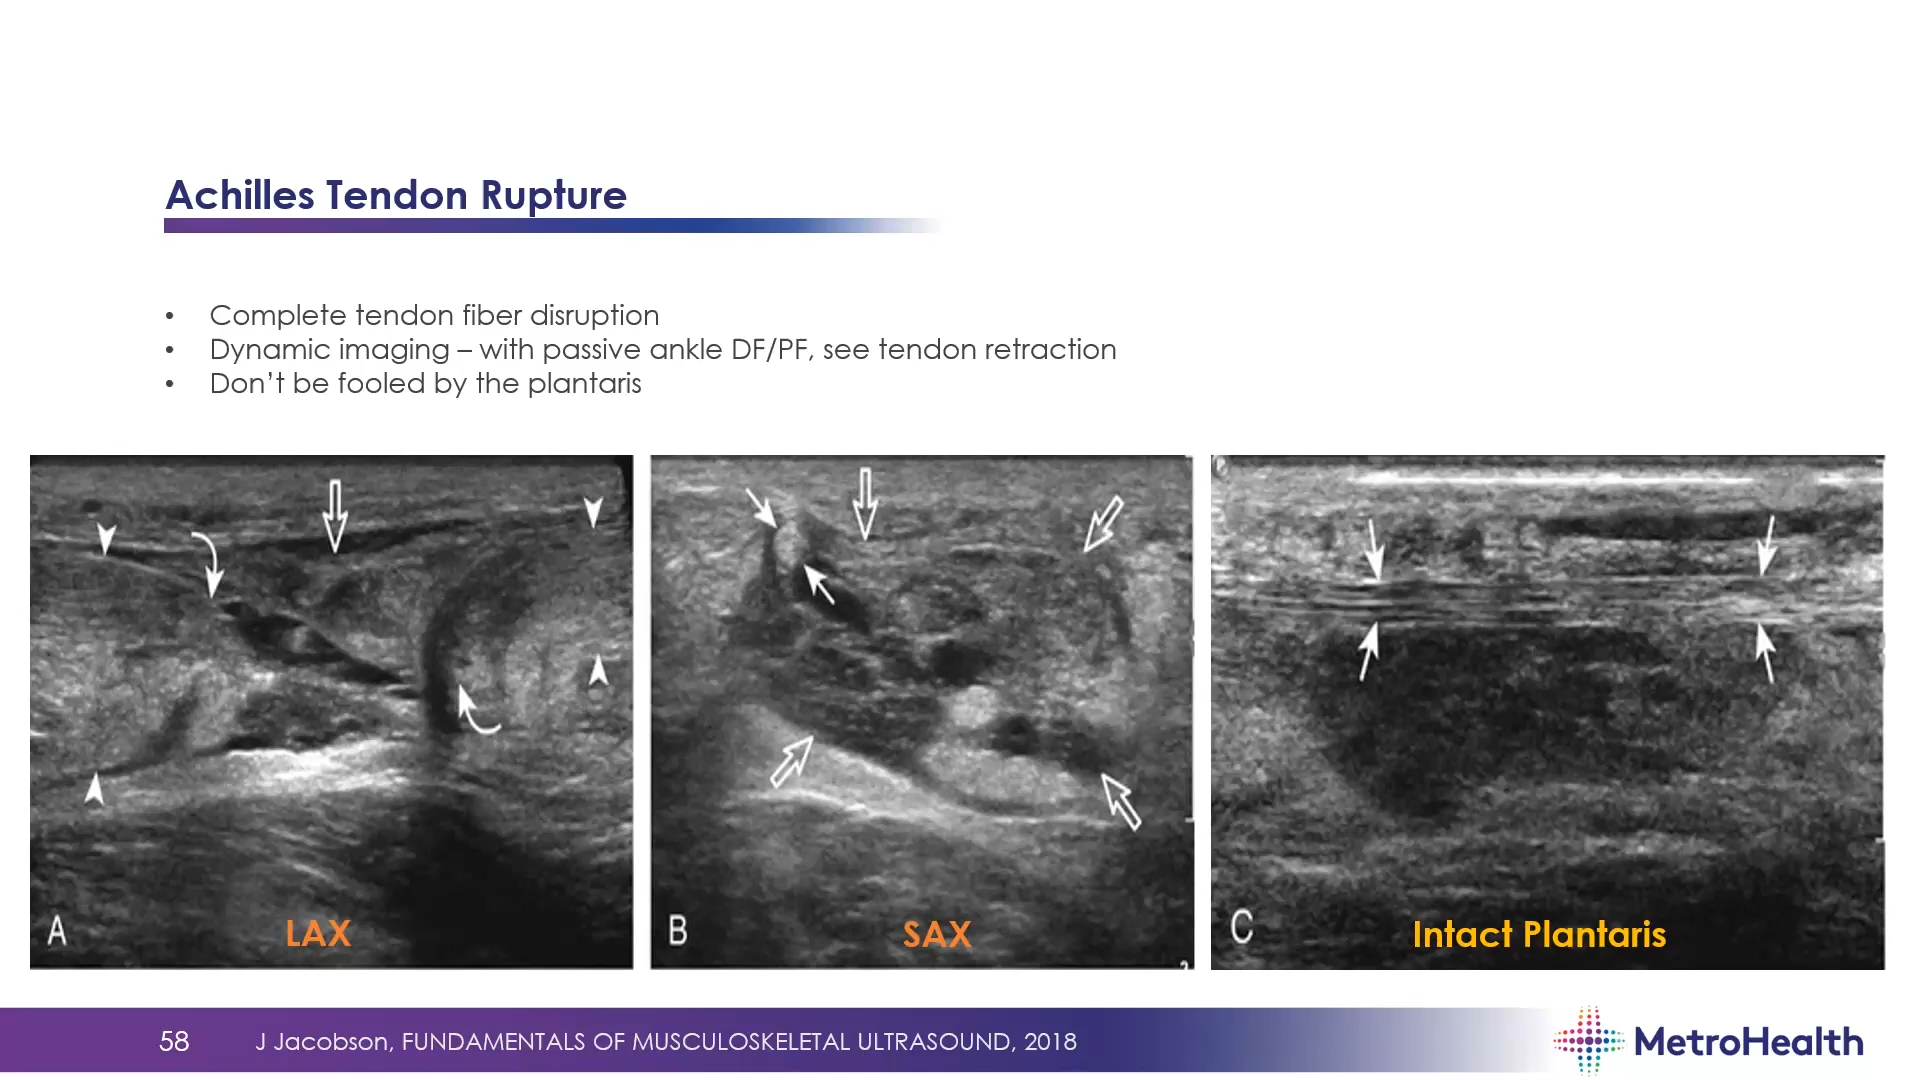 Achilles Tendon Rupture
• Complete tendon fiber disruption
• Dynamic imaging – with passive ankle DF/PF, see tendon retraction
• Don’t be fooled by the plantaris
A
LAX
B
SAX
C
Intact Plantaris
58
J Jacobson, FUNDAMENTALS OF MUSCULOSKELETAL ULTRASOUND, 2018
MetroHealth